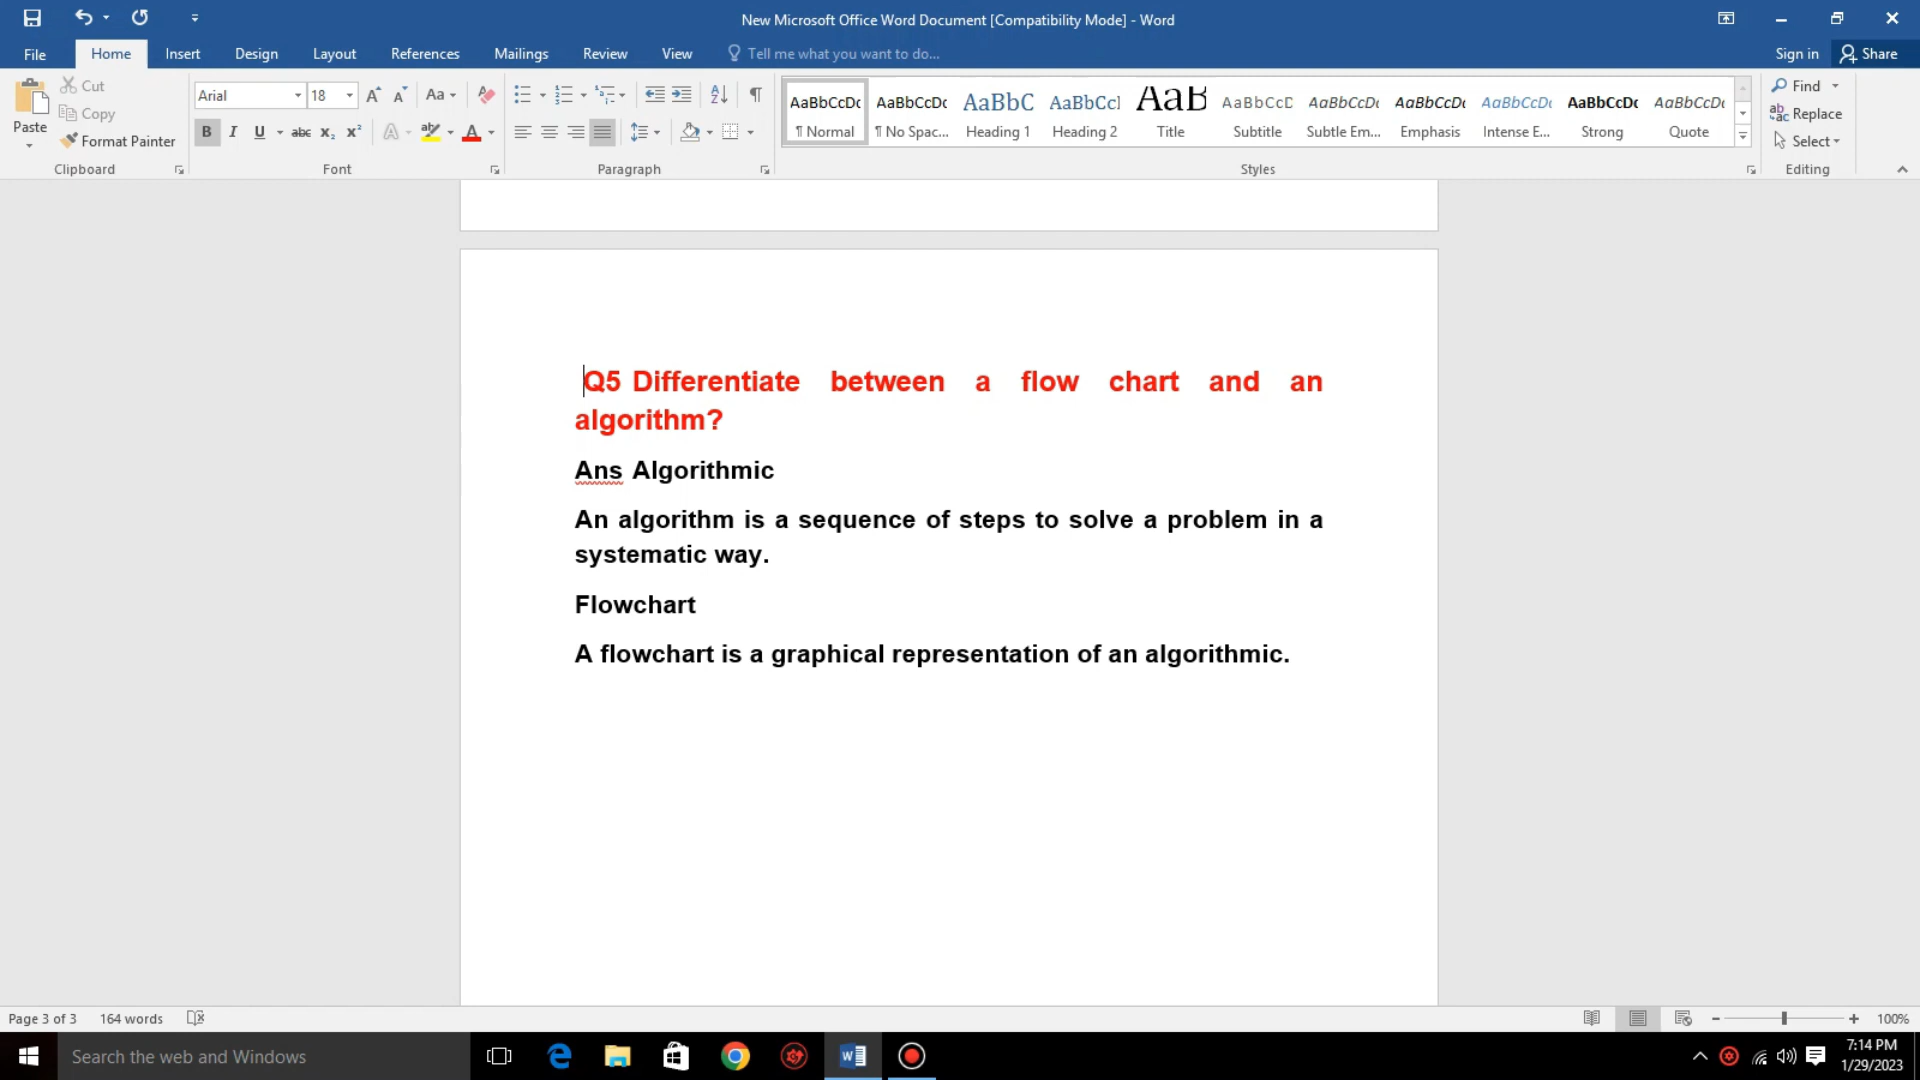 New Microsoft Office Word Document [Compatibility Mode] - Word
File Home Insert Design Layout References Mailings Review View Tell me what you want to do... Sign in Share
Paste
Cut
Copy
Format Painter
Clipboard
Arial 18
Font
Paragraph
AaBbCcDc AaBbCcDc AaBbC AaBbCcl AaB AaBbCcD AaBbCcDc AaBbCcDc AaBbCcDc AaBbCcDc AaBbCcDc
¶ Normal ¶ No Spac... Heading 1 Heading 2 Title Subtitle Subtle Em... Emphasis Intense E... Strong Quote
Styles
Find
Replace
Select
Editing
Q5 Differentiate between a flow chart and an
algorithm?
Ans Algorithmic
An algorithm is a sequence of steps to solve a problem in a
systematic way.
Flowchart
A flowchart is a graphical representation of an algorithmic.
Page 3 of 3 164 words 100%
Search the web and Windows
7:14 PM
1/29/2023